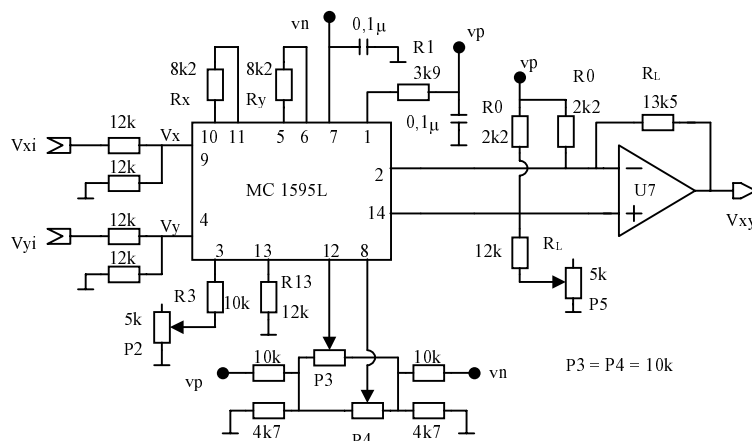 vn
0,1µ
R1
vp
8k2
Rx
8k2
Ry
3k9
0,1µ
vp
R0
2k2
R0
2k2
RL
13k5
Vxi
12k
Vx
12k
10
11
5
6
7
1
9
MC 1595L
2
14
4
3
13
12
8
U7
Vxy
Vyi
12k
Vy
12k
R3
10k
5k
P2
R13
12k
12k
RL
5k
P5
vp
10k
P3
10k
vn
4k7
P4
4k7
P3 = P4 = 10k